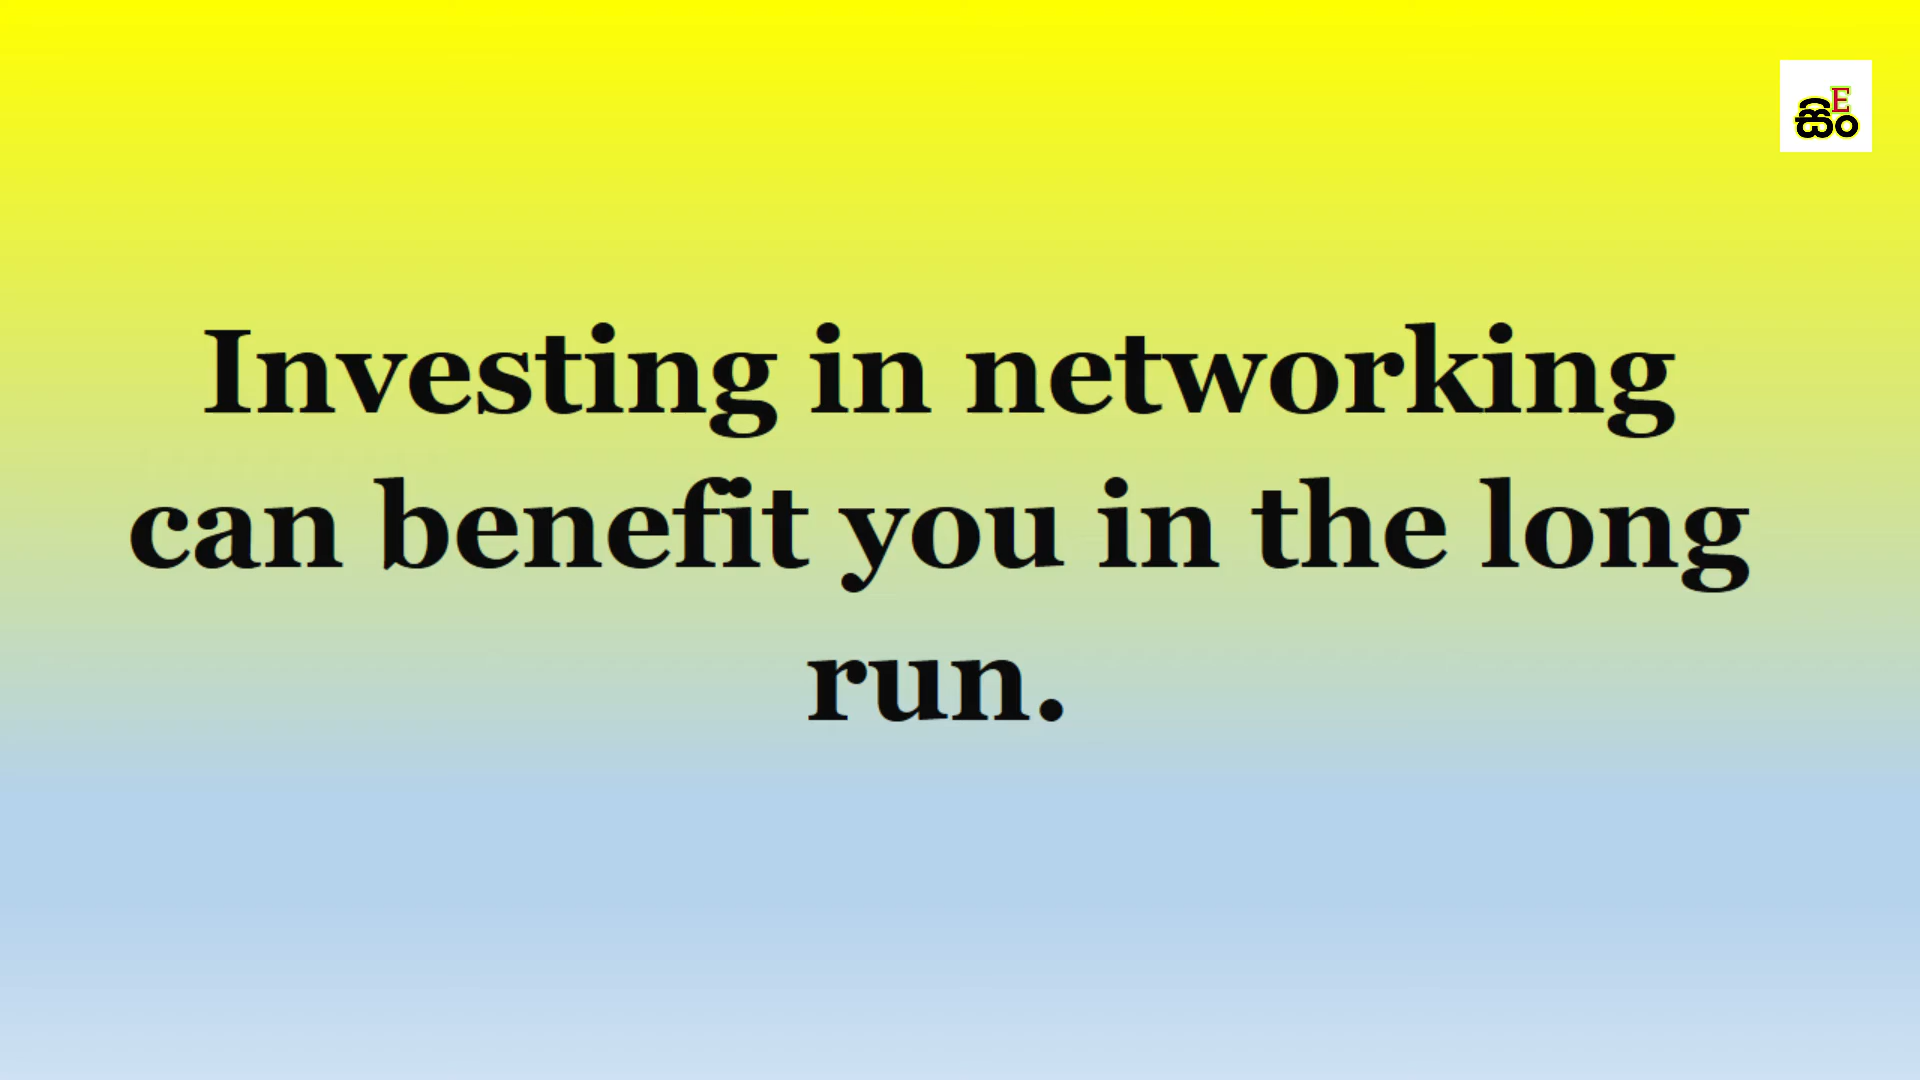 E
සිං
Investing in networking
can benefit you in the long
run.